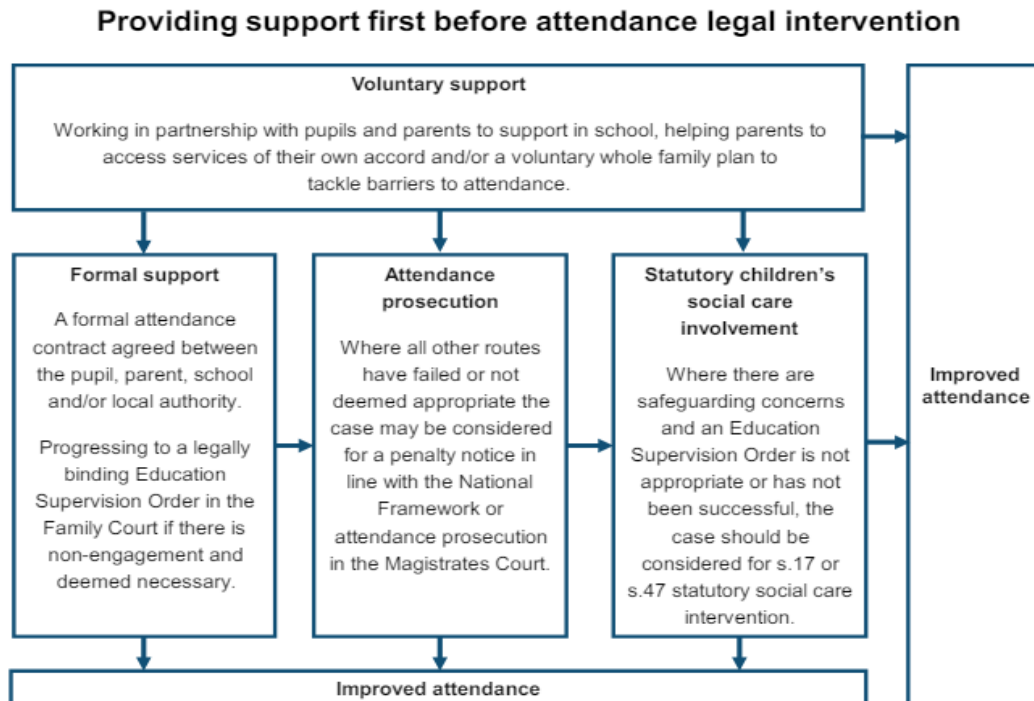 Providing support first before attendance legal intervention
Voluntary support
Working in partnership with pupils and parents to support in school, helping parents to
access services of their own accord and/or a voluntary whole family plan to
tackle barriers to attendance.
Formal support
A formal attendance
contract agreed between
the pupil, parent, school
and/or local authority.
Progressing to a legally
binding Education
Supervision Order in the
Family Court if there is
non-engagement and
deemed necessary.
Attendance
prosecution
Where all other routes
have failed or not
deemed appropriate the
case may be considered
for a penalty notice in
line with the National
Framework or
attendance prosecution
in the Magistrates Court.
Statutory children's
social care
involvement
Where there are
safeguarding concerns
and an Education
Supervision Order is not
appropriate or has not
been successful, the
case should be
considered for s.17 or
s.47 statutory social care
intervention.
Improved
attendance
Improved attendance